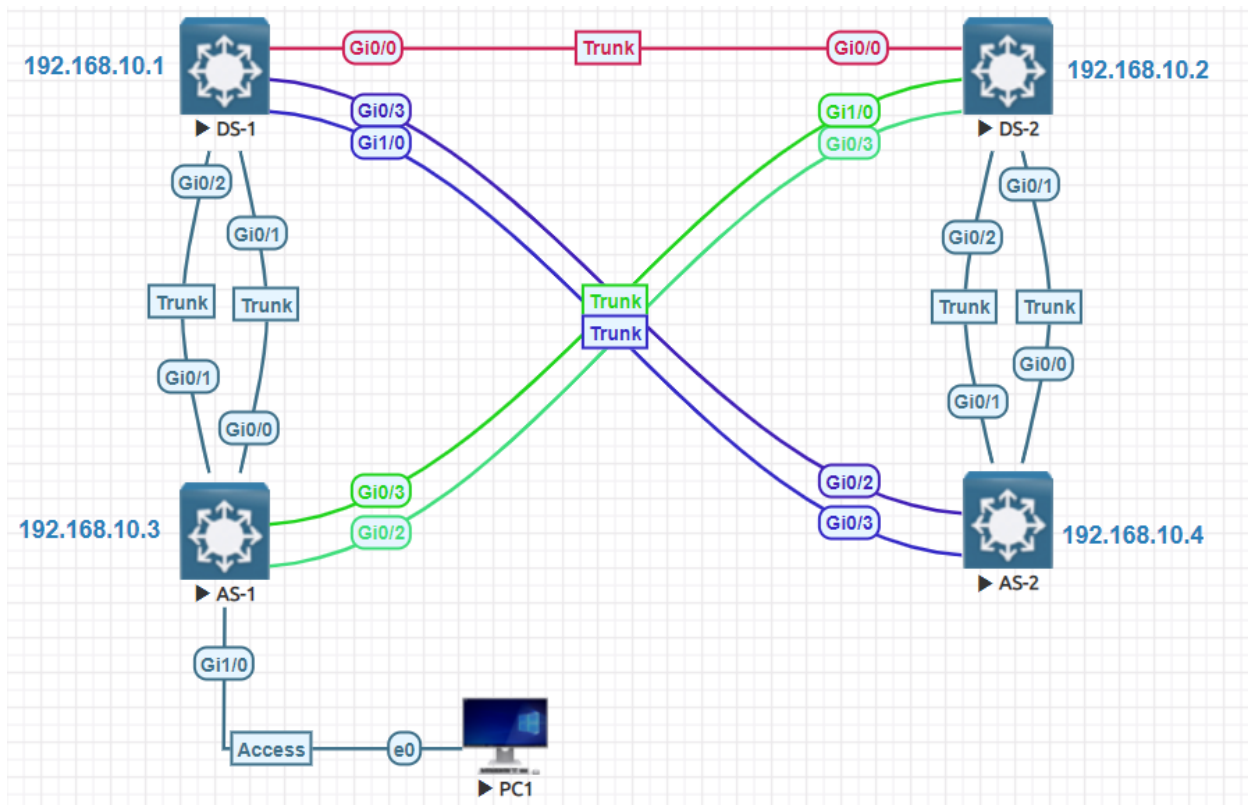 Gi0/0
Trunk
Gi0/0
192.168.10.1
192.168.10.2
Gi0/3
Gi1/0
Gi1/0
Gi0/3
DS-1
DS-2
Gi0/2
Gi0/1
Gi0/1
Gi0/2
Trunk
Trunk
Trunk
Trunk
Trunk
Trunk
Gi0/1
Gi0/0
Gi0/0
Gi0/1
Gi0/3
Gi0/2
Gi0/2
Gi0/3
192.168.10.3
192.168.10.4
AS-1
AS-2
Gi1/0
Access
e0
PC1